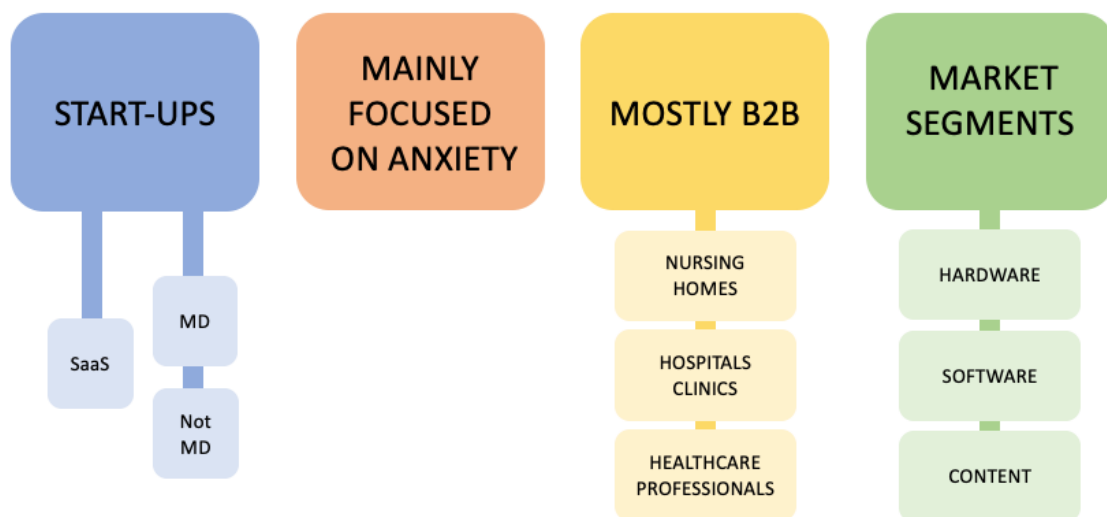 START-UPS
SaaS
MD
Not
MD
MAINLY
FOCUSED
ON ANXIETY
MOSTLY B2B
NURSING
HOMES
HOSPITALS
CLINICS
HEALTHCARE
PROFESSIONALS
MARKET
SEGMENTS
HARDWARE
SOFTWARE
CONTENT